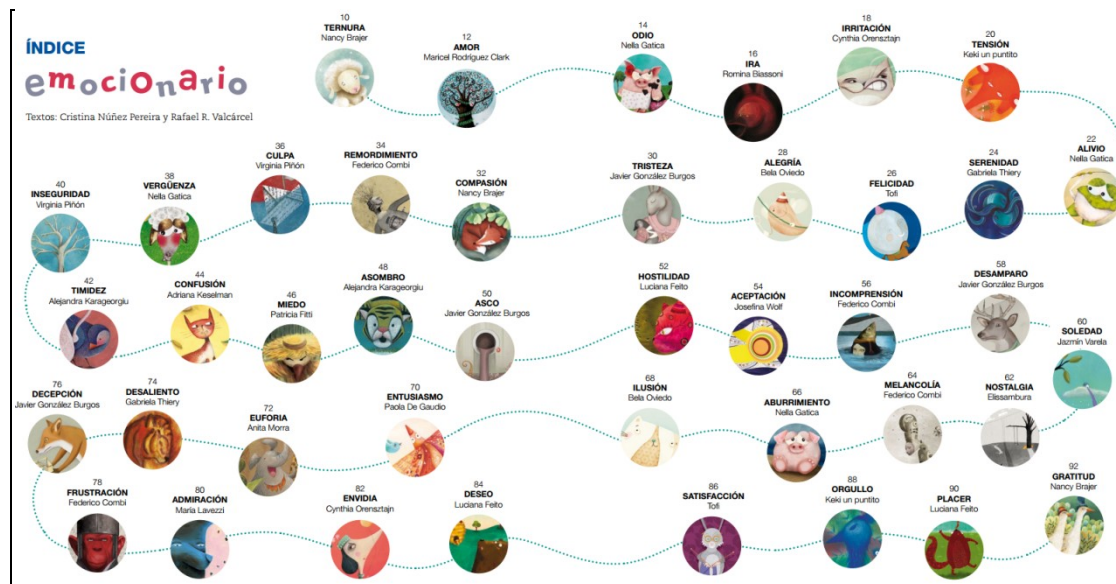 ÍNDICE
emocionario
Textos: Cristina Núñez Pereira y Rafael R. Valcárcel
10
TERNURA
Nancy Brajer
12
AMOR
Maricel Rodríguez Clark
14
ODIO
Nella Gatica
16
IRA
Romina Biassoni
18
IRRITACIÓN
Cynthia Orensztajn
20
TENSIÓN
Keki un puntito
22
ALIVIO
Nella Gatica
24
SERENIDAD
Gabriela Thiery
26
FELICIDAD
Tofi
28
ALEGRÍA
Bela Oviedo
30
TRISTEZA
Javier González Burgos
32
COMPASIÓN
Nancy Brajer
34
REMORDIMIENTO
Federico Combi
36
CULPA
Virginia Piñón
38
VERGÜENZA
Nella Gatica
40
INSEGURIDAD
Virginia Piñón
42
TIMIDEZ
Alejandra Karageorgiu
44
CONFUSIÓN
Adriana Keselman
46
MIEDO
Patricia Fitti
48
ASOMBRO
Alejandra Karageorgiu
50
ASCO
Javier González Burgos
52
HOSTILIDAD
Luciana Feito
54
ACEPTACIÓN
Josefina Wolf
56
INCOMPRENSIÓN
Federico Combi
58
DESAMPARO
Javier González Burgos
60
SOLEDAD
Jazmín Varela
62
NOSTALGIA
Elissambura
64
MELANCOLÍA
Federico Combi
66
ABURRIMIENTO
Nella Gatica
68
ILUSIÓN
Bela Oviedo
70
ENTUSIASMO
Paola De Gaudio
72
EUFORIA
Anita Morra
74
DESALIENTO
Gabriela Thiery
76
DECEPCIÓN
Javier González Burgos
78
FRUSTRACIÓN
Federico Combi
80
ADMIRACIÓN
María Lavezzi
82
ENVIDIA
Cynthia Orensztajn
84
DESEO
Luciana Feito
86
SATISFACCIÓN
Tofi
88
ORGULLO
Keki un puntito
90
PLACER
Luciana Feito
92
GRATITUD
Nancy Brajer